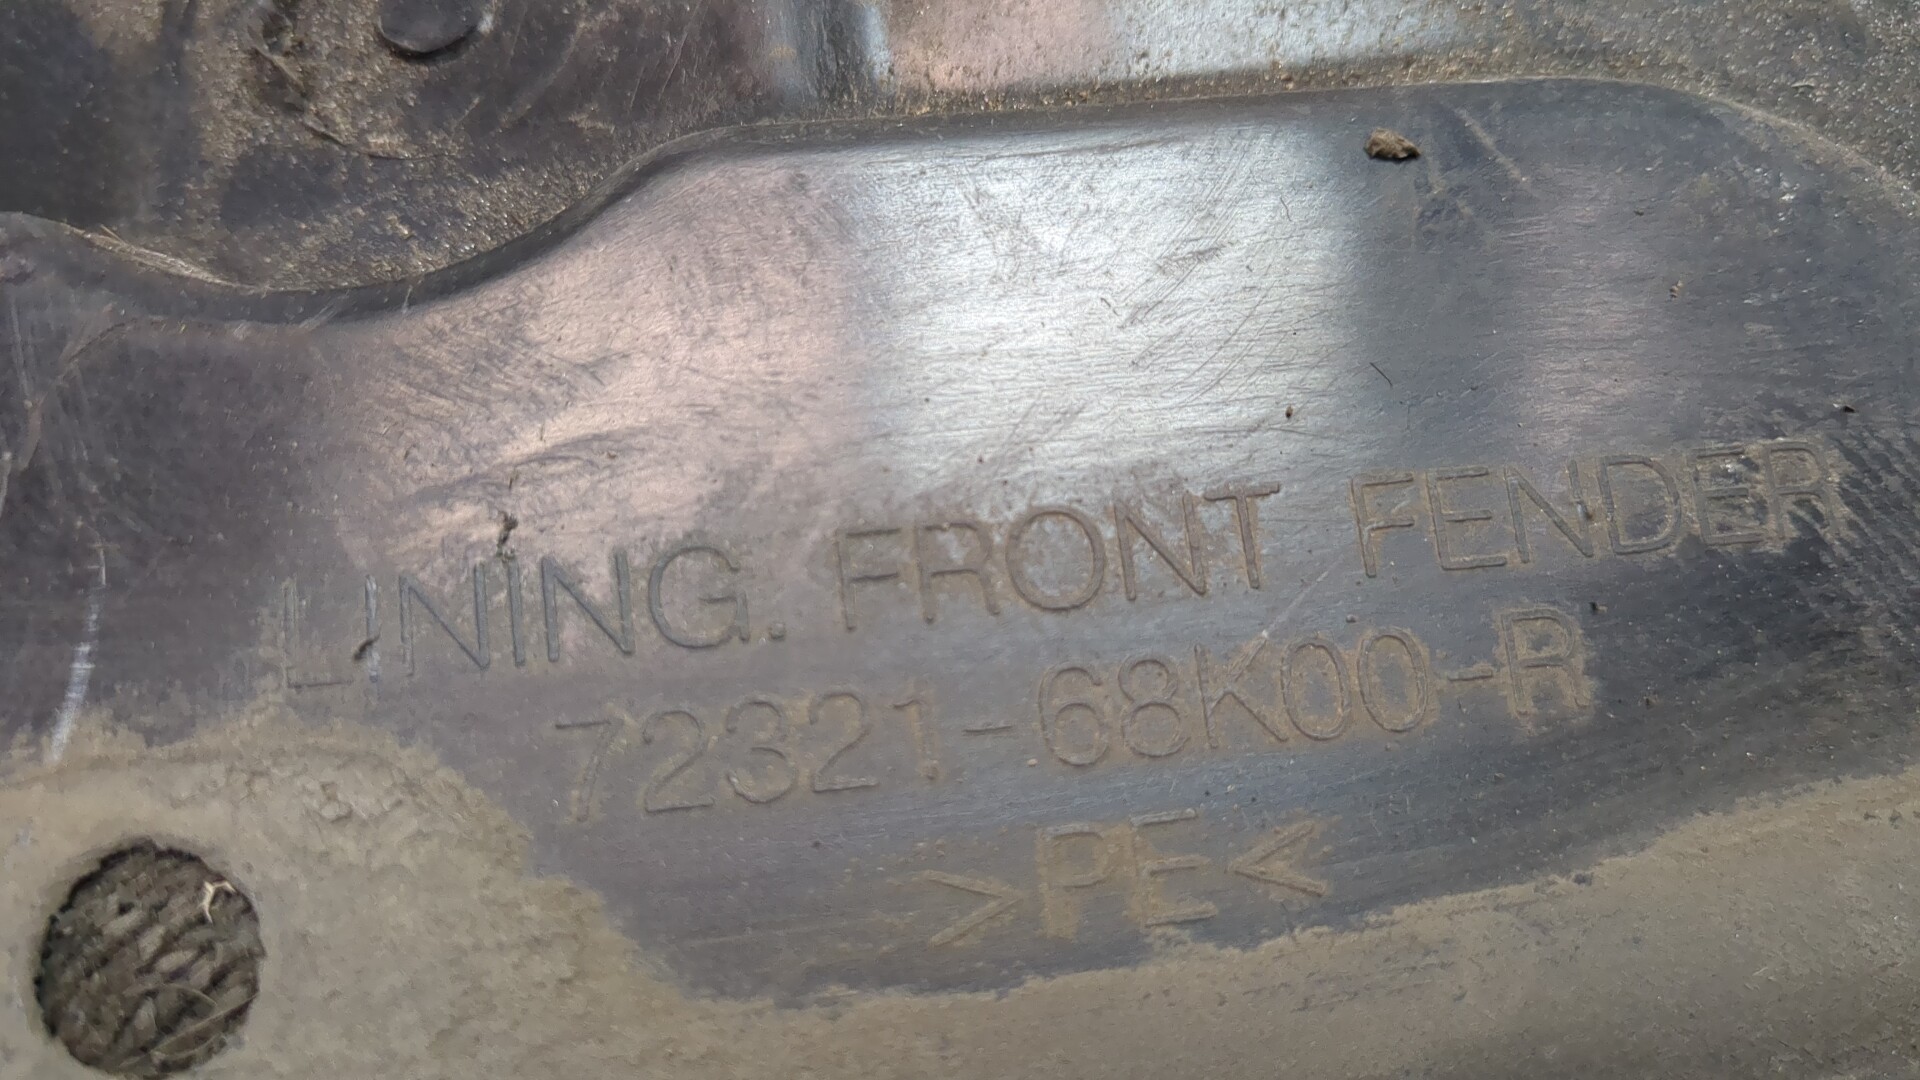 LINING. FRONT FENDER
72321-68K00-R
>PE<